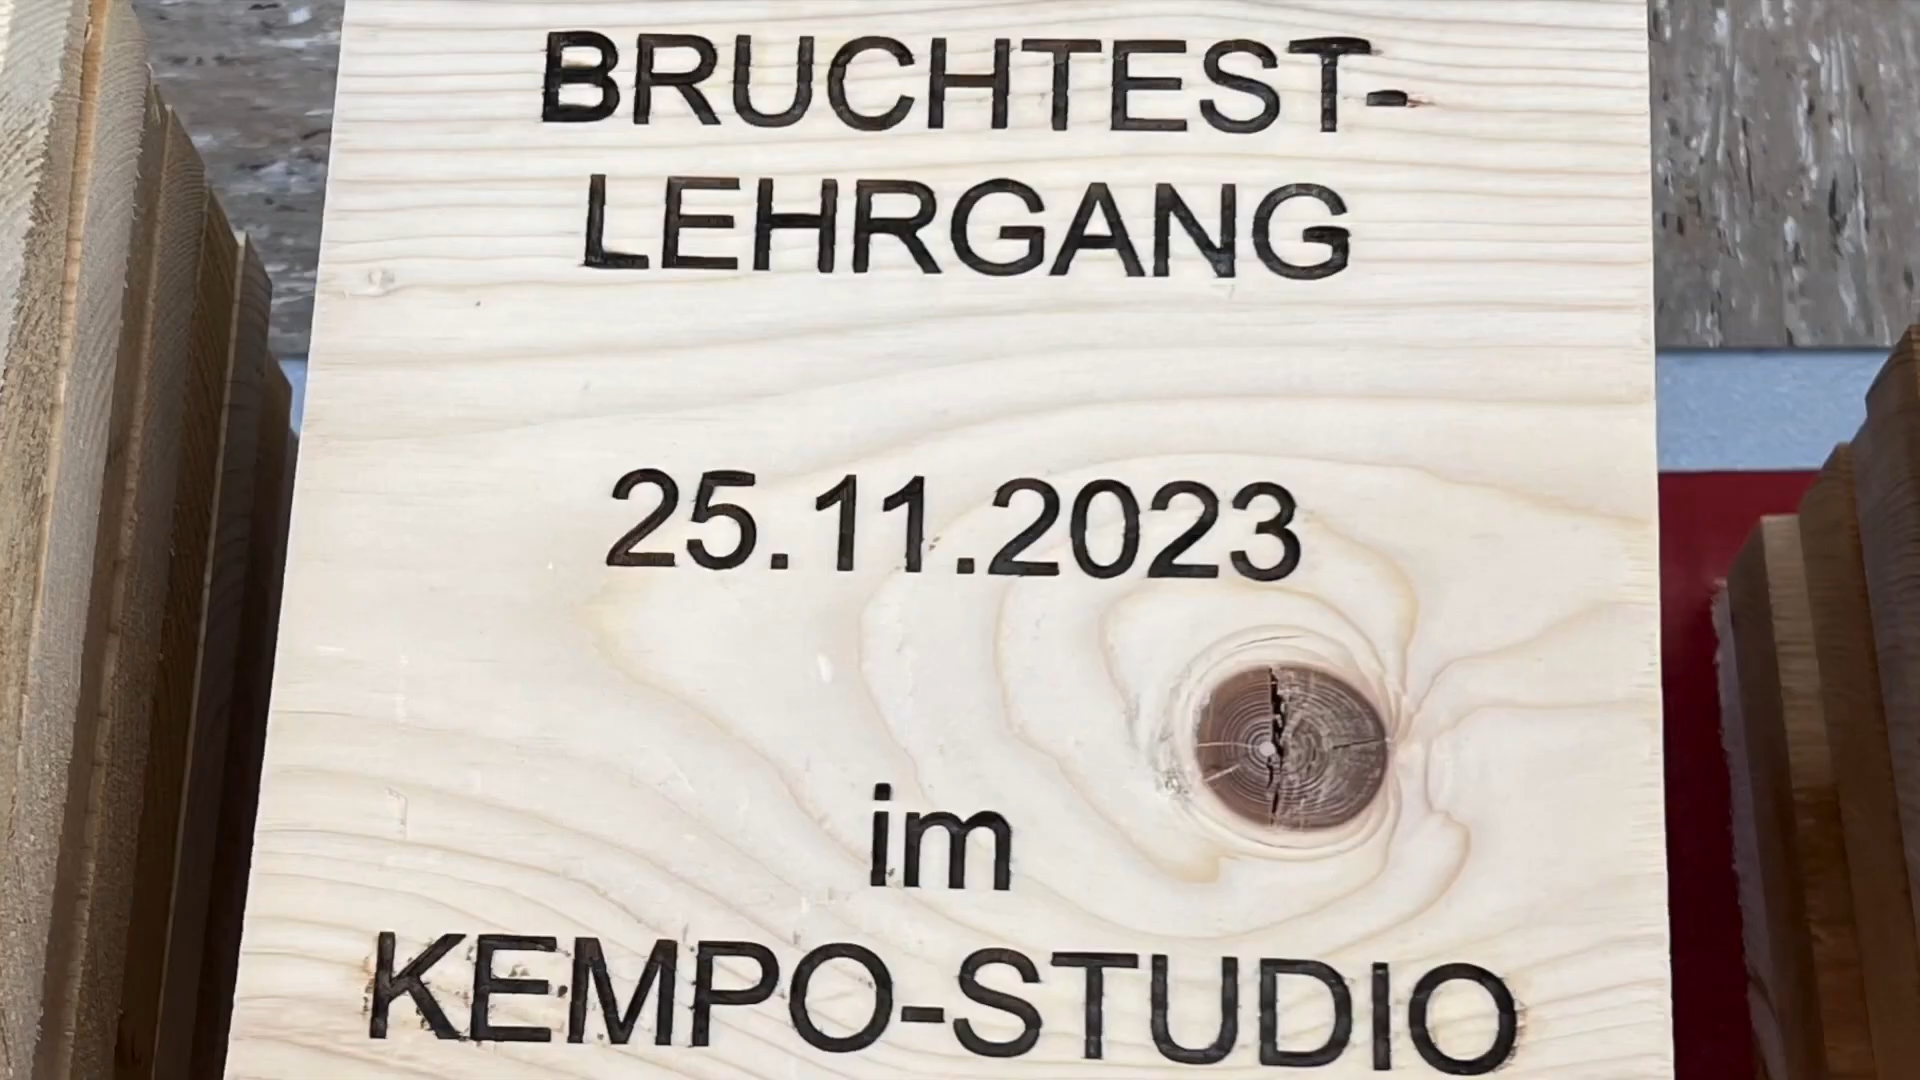 BRUCHTEST-
LEHRGANG
25.11.2023
im
KEMPO-STUDIO